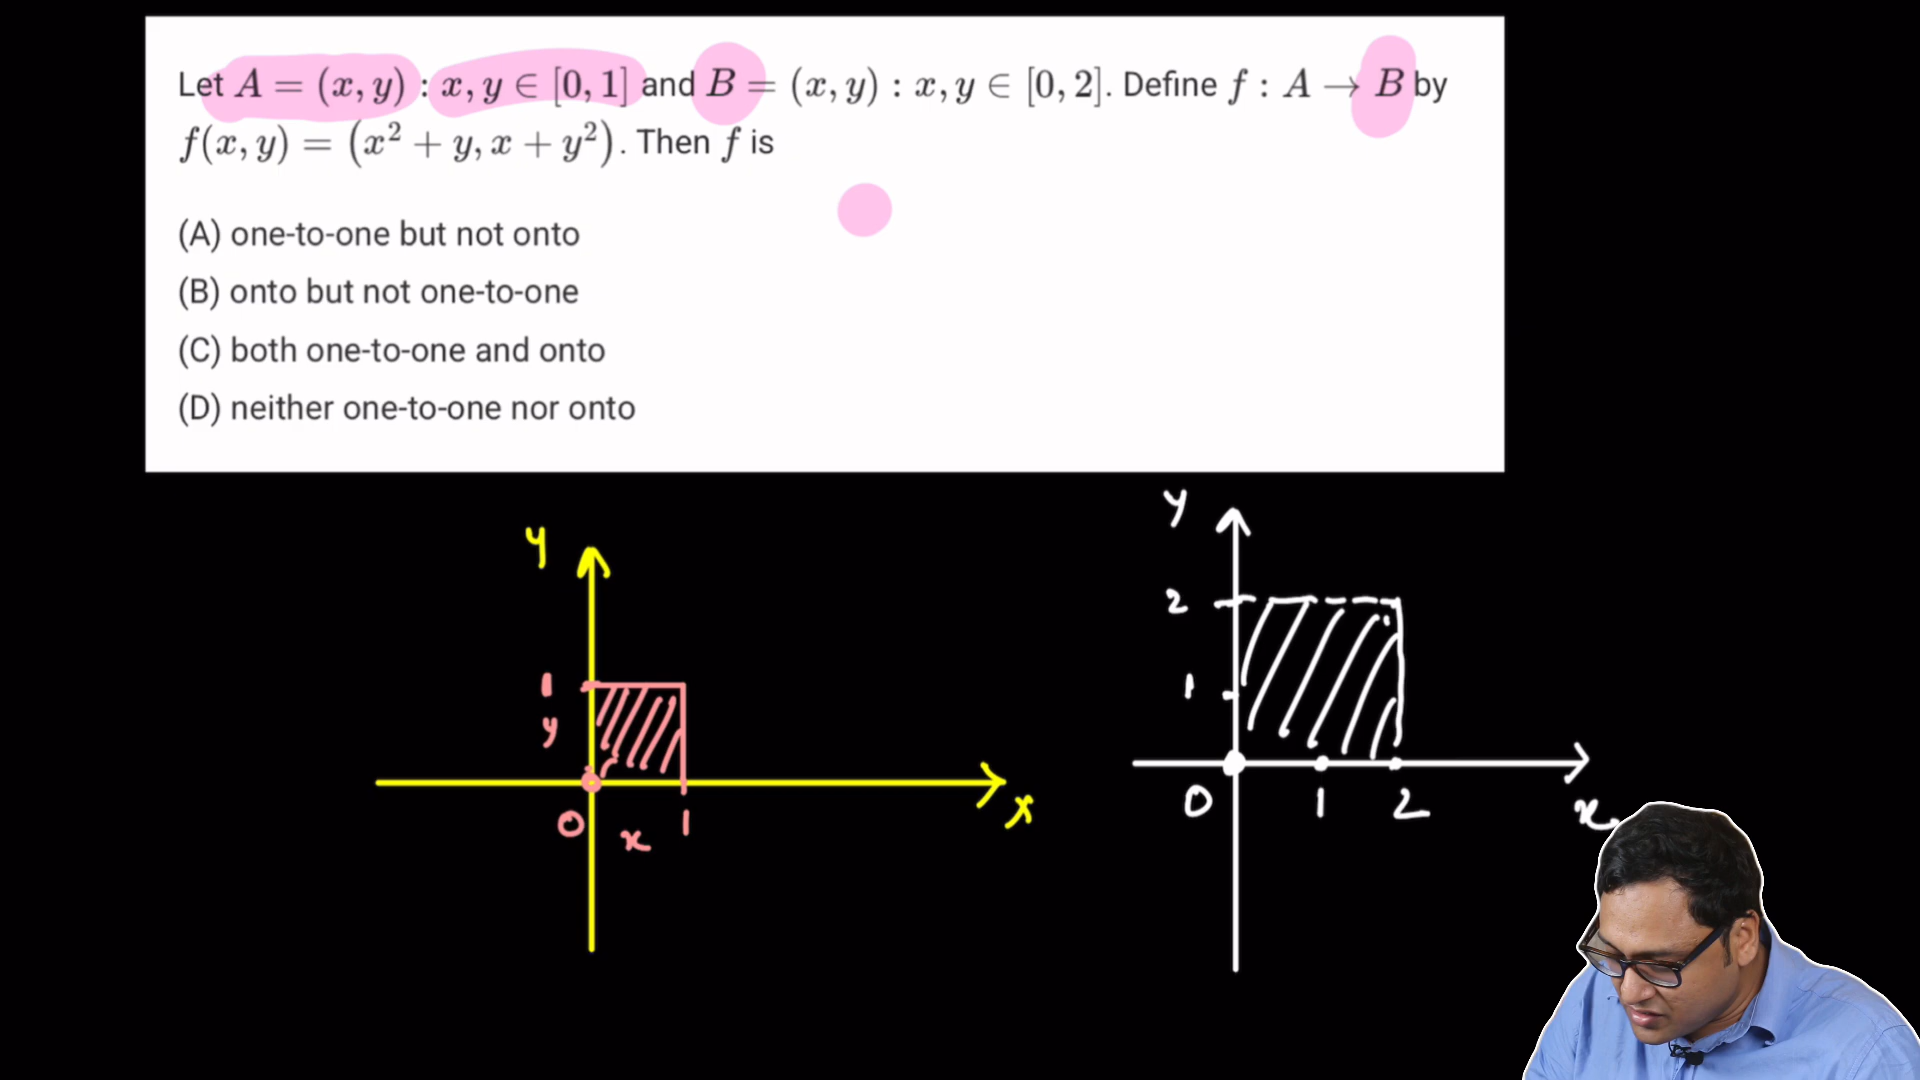 Let A = (x, y) : x, y ∈ [0, 1] and B = (x, y) : x, y ∈ [0, 2]. Define f : A → B by
f(x, y) = (x² + y, x + y²). Then f is
(A) one-to-one but not onto
(B) onto but not one-to-one
(C) both one-to-one and onto
(D) neither one-to-one nor onto
y
1
y
0
x
1
x
y
2
1
0
1
2
x